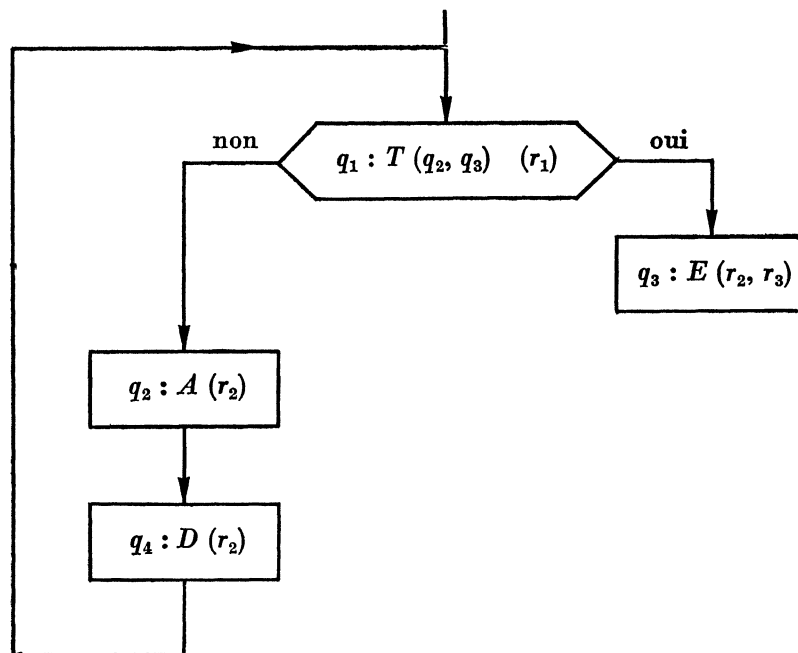 non
q₁ : T (q₂, q₃) (r₁)
oui
q₃ : E (r₂, r₃)
q₂ : A (r₂)
q₄ : D (r₂)